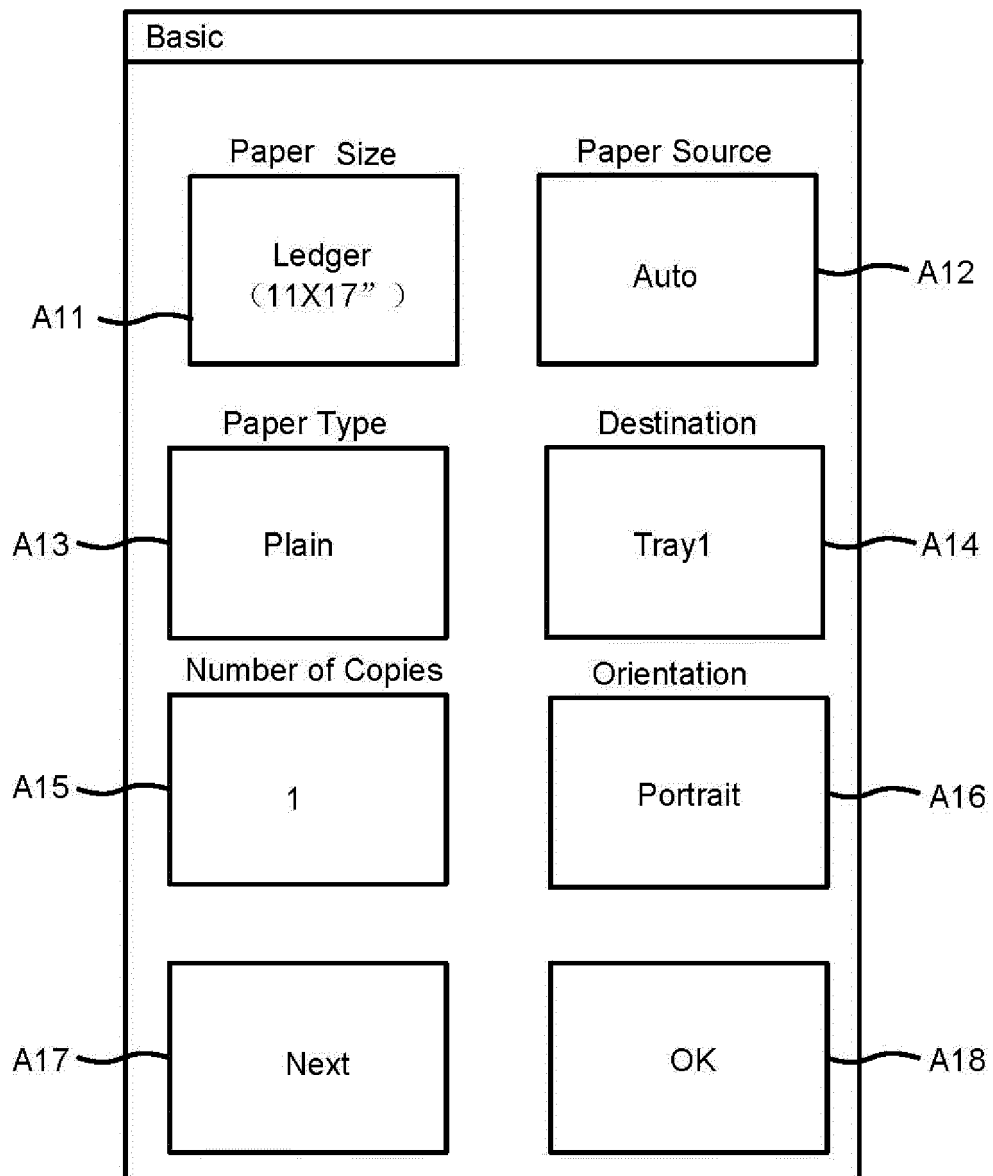 Basic
Paper Size
Paper Source
Ledger
（11X17”）
Auto
A11
A12
Paper Type
Destination
A13
Plain
Tray1
A14
Number of Copies
Orientation
A15
1
Portrait
A16
A17
Next
OK
A18